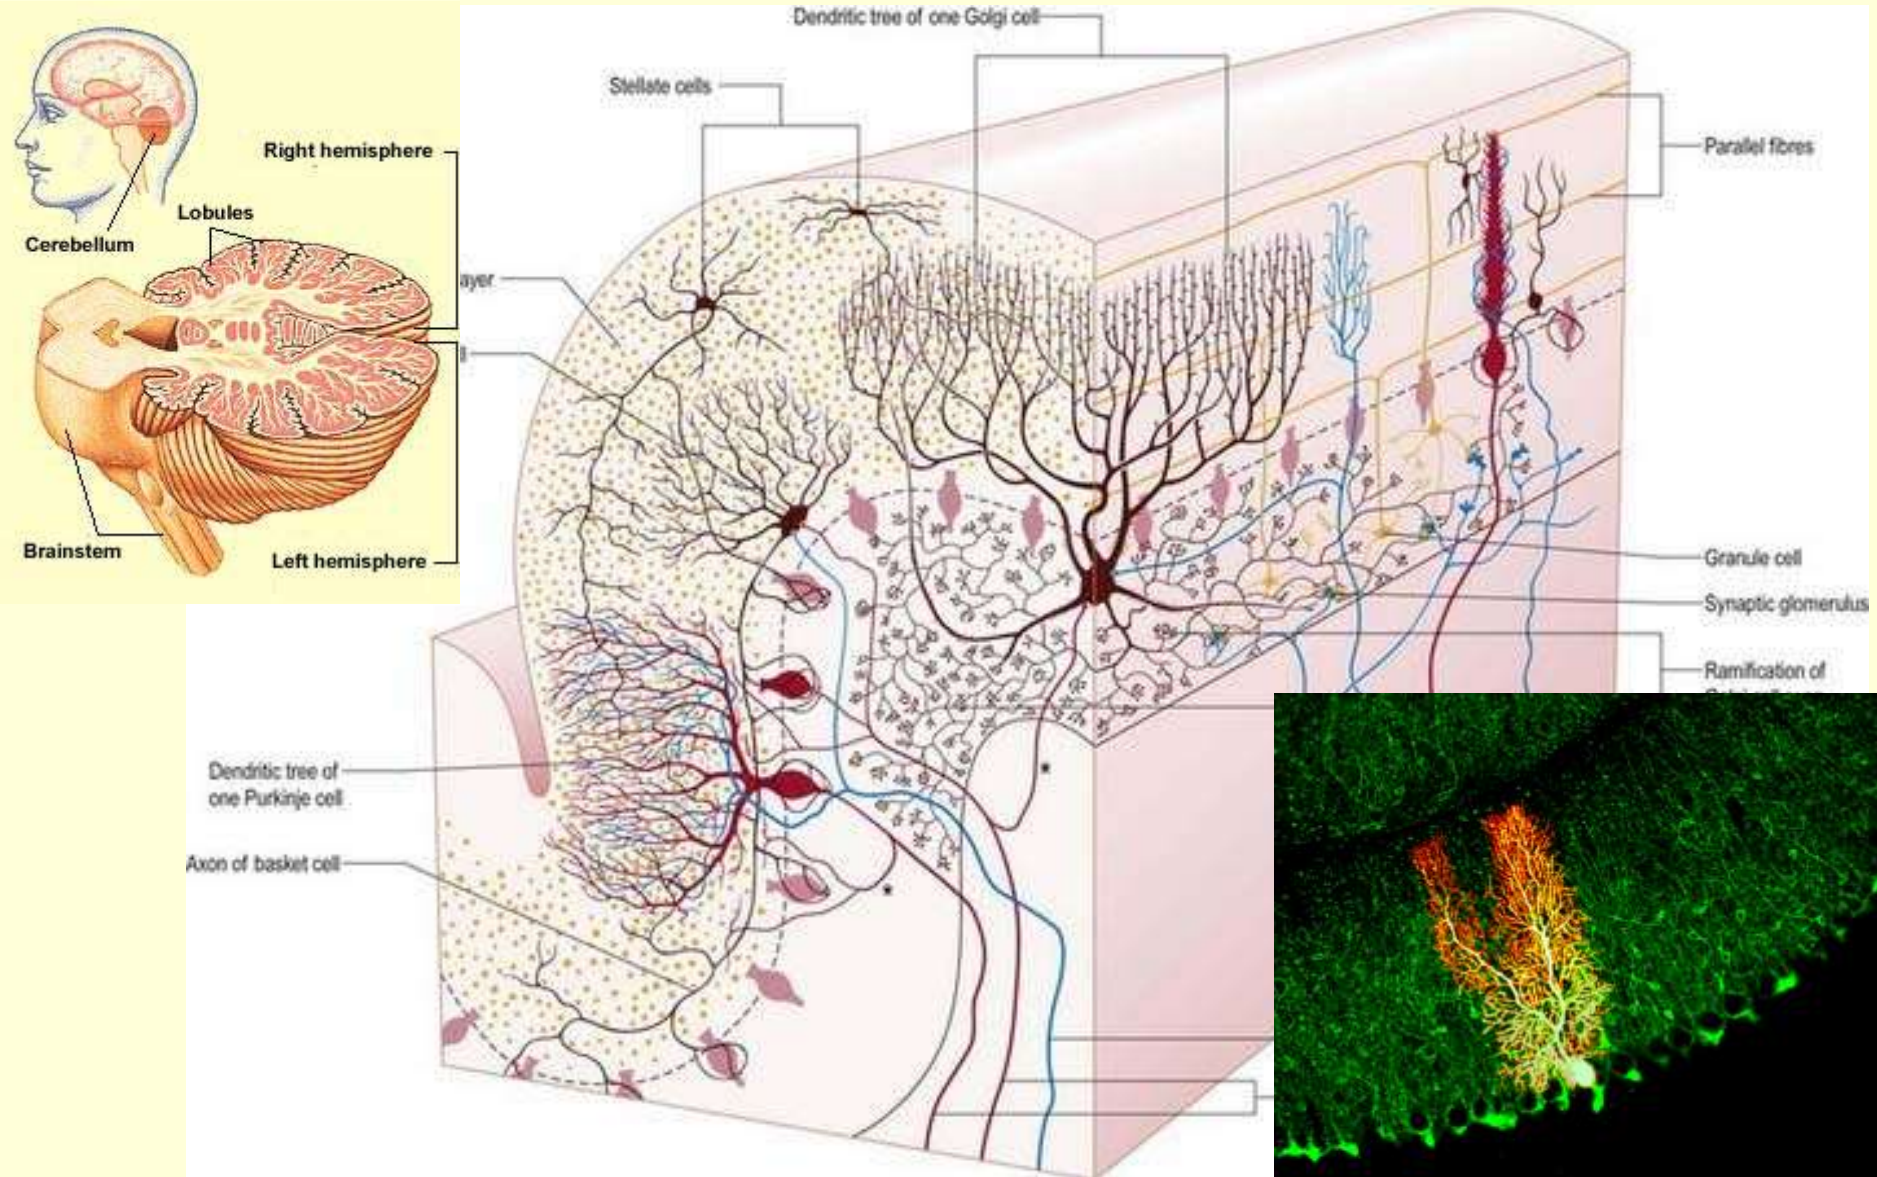 Dendritic tree of one Golgi cell
Stellate cells
Parallel fibres
Right hemisphere
Lobules
Cerebellum
ayer
Brainstem
Left hemisphere
Granule cell
Synaptic glomerulus
Ramification of
Dendritic tree of
one Purkinje cell
Axon of basket cell
*
*